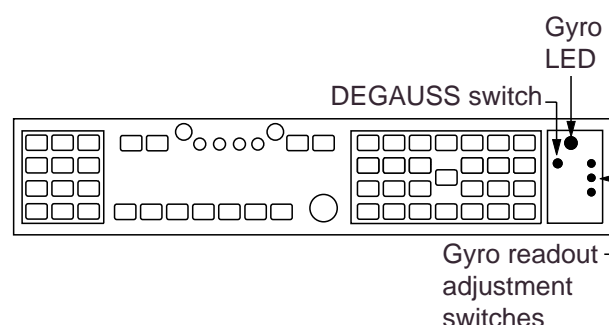 Gyro
LED
DEGAUSS switch
Gyro readout
adjustment
switches